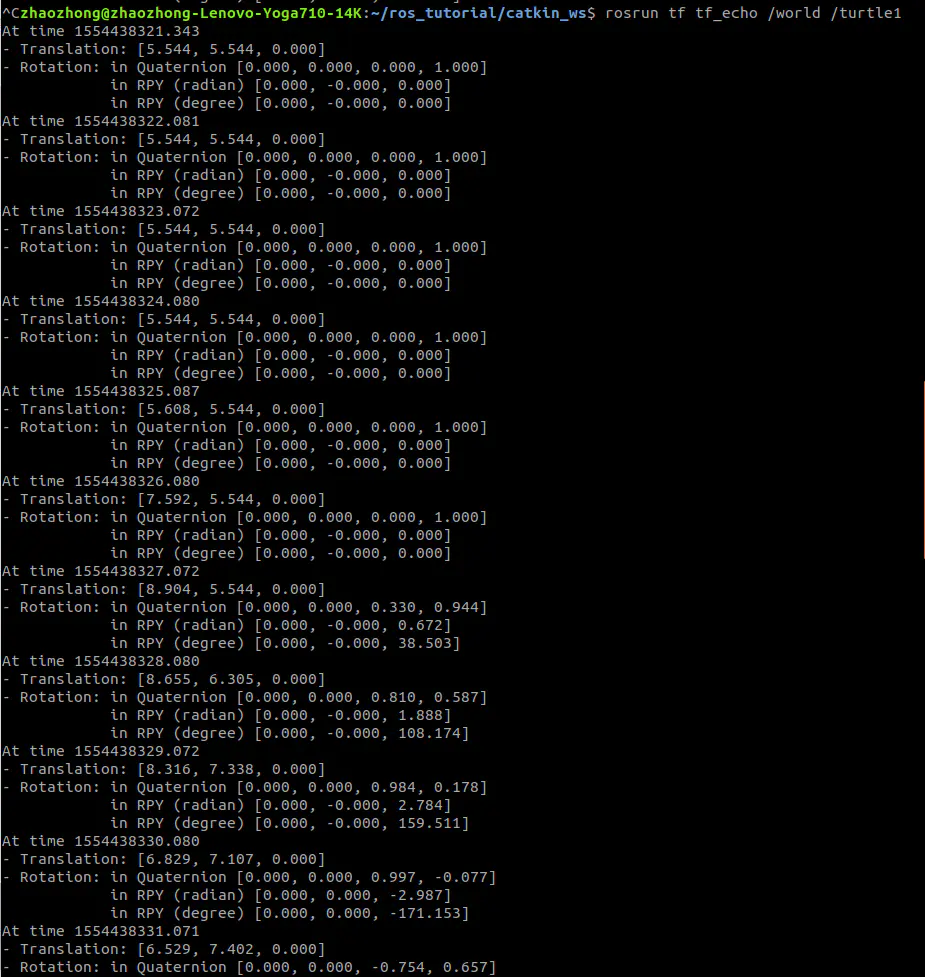 ^Czhaozhong@zhaozhong-Lenovo-Yoga710-14K:~/ros_tutorial/catkin_ws$ rosrun tf tf_echo /world /turtle1
At time 1554438321.343
- Translation: [5.544, 5.544, 0.000]
- Rotation: in Quaternion [0.000, 0.000, 0.000, 1.000]
            in RPY (radian) [0.000, -0.000, 0.000]
            in RPY (degree) [0.000, -0.000, 0.000]
At time 1554438322.081
- Translation: [5.544, 5.544, 0.000]
- Rotation: in Quaternion [0.000, 0.000, 0.000, 1.000]
            in RPY (radian) [0.000, -0.000, 0.000]
            in RPY (degree) [0.000, -0.000, 0.000]
At time 1554438323.072
- Translation: [5.544, 5.544, 0.000]
- Rotation: in Quaternion [0.000, 0.000, 0.000, 1.000]
            in RPY (radian) [0.000, -0.000, 0.000]
            in RPY (degree) [0.000, -0.000, 0.000]
At time 1554438324.080
- Translation: [5.544, 5.544, 0.000]
- Rotation: in Quaternion [0.000, 0.000, 0.000, 1.000]
            in RPY (radian) [0.000, -0.000, 0.000]
            in RPY (degree) [0.000, -0.000, 0.000]
At time 1554438325.087
- Translation: [5.608, 5.544, 0.000]
- Rotation: in Quaternion [0.000, 0.000, 0.000, 1.000]
            in RPY (radian) [0.000, -0.000, 0.000]
            in RPY (degree) [0.000, -0.000, 0.000]
At time 1554438326.080
- Translation: [7.592, 5.544, 0.000]
- Rotation: in Quaternion [0.000, 0.000, 0.000, 1.000]
            in RPY (radian) [0.000, -0.000, 0.000]
            in RPY (degree) [0.000, -0.000, 0.000]
At time 1554438327.072
- Translation: [8.904, 5.544, 0.000]
- Rotation: in Quaternion [0.000, 0.000, 0.330, 0.944]
            in RPY (radian) [0.000, -0.000, 0.672]
            in RPY (degree) [0.000, -0.000, 38.503]
At time 1554438328.080
- Translation: [8.655, 6.305, 0.000]
- Rotation: in Quaternion [0.000, 0.000, 0.810, 0.587]
            in RPY (radian) [0.000, -0.000, 1.888]
            in RPY (degree) [0.000, -0.000, 108.174]
At time 1554438329.072
- Translation: [8.316, 7.338, 0.000]
- Rotation: in Quaternion [0.000, 0.000, 0.984, 0.178]
            in RPY (radian) [0.000, -0.000, 2.784]
            in RPY (degree) [0.000, -0.000, 159.511]
At time 1554438330.080
- Translation: [6.829, 7.107, 0.000]
- Rotation: in Quaternion [0.000, 0.000, 0.997, -0.077]
            in RPY (radian) [0.000, 0.000, -2.987]
            in RPY (degree) [0.000, 0.000, -171.153]
At time 1554438331.071
- Translation: [6.529, 7.402, 0.000]
- Rotation: in Quaternion [0.000, 0.000, -0.754, 0.657]